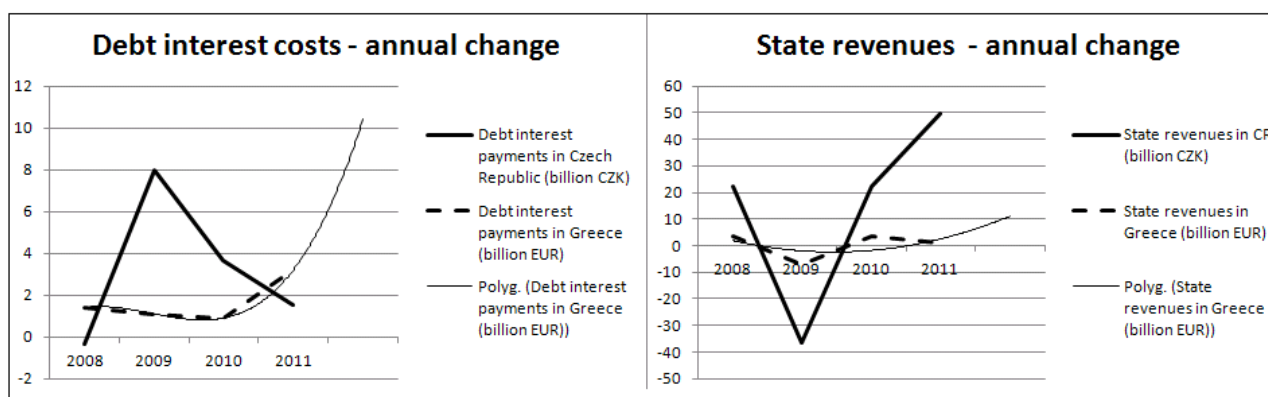 Debt interest costs - annual change
12
10
8
6
4
2
0
-2
2008 2009 2010 2011
Debt interest
payments in Czech
Republic (billion CZK)
Debt interest
payments in Greece
(billion EUR)
Polyg. (Debt interest
payments in Greece
(billion EUR))
State revenues - annual change
60
50
40
30
20
10
0
-10
-20
-30
-40
-50
2008 2009 2010 2011
State revenues in CR
(billion CZK)
State revenues in
Greece (billion EUR)
Polyg. (State
revenues in Greece
(billion EUR))